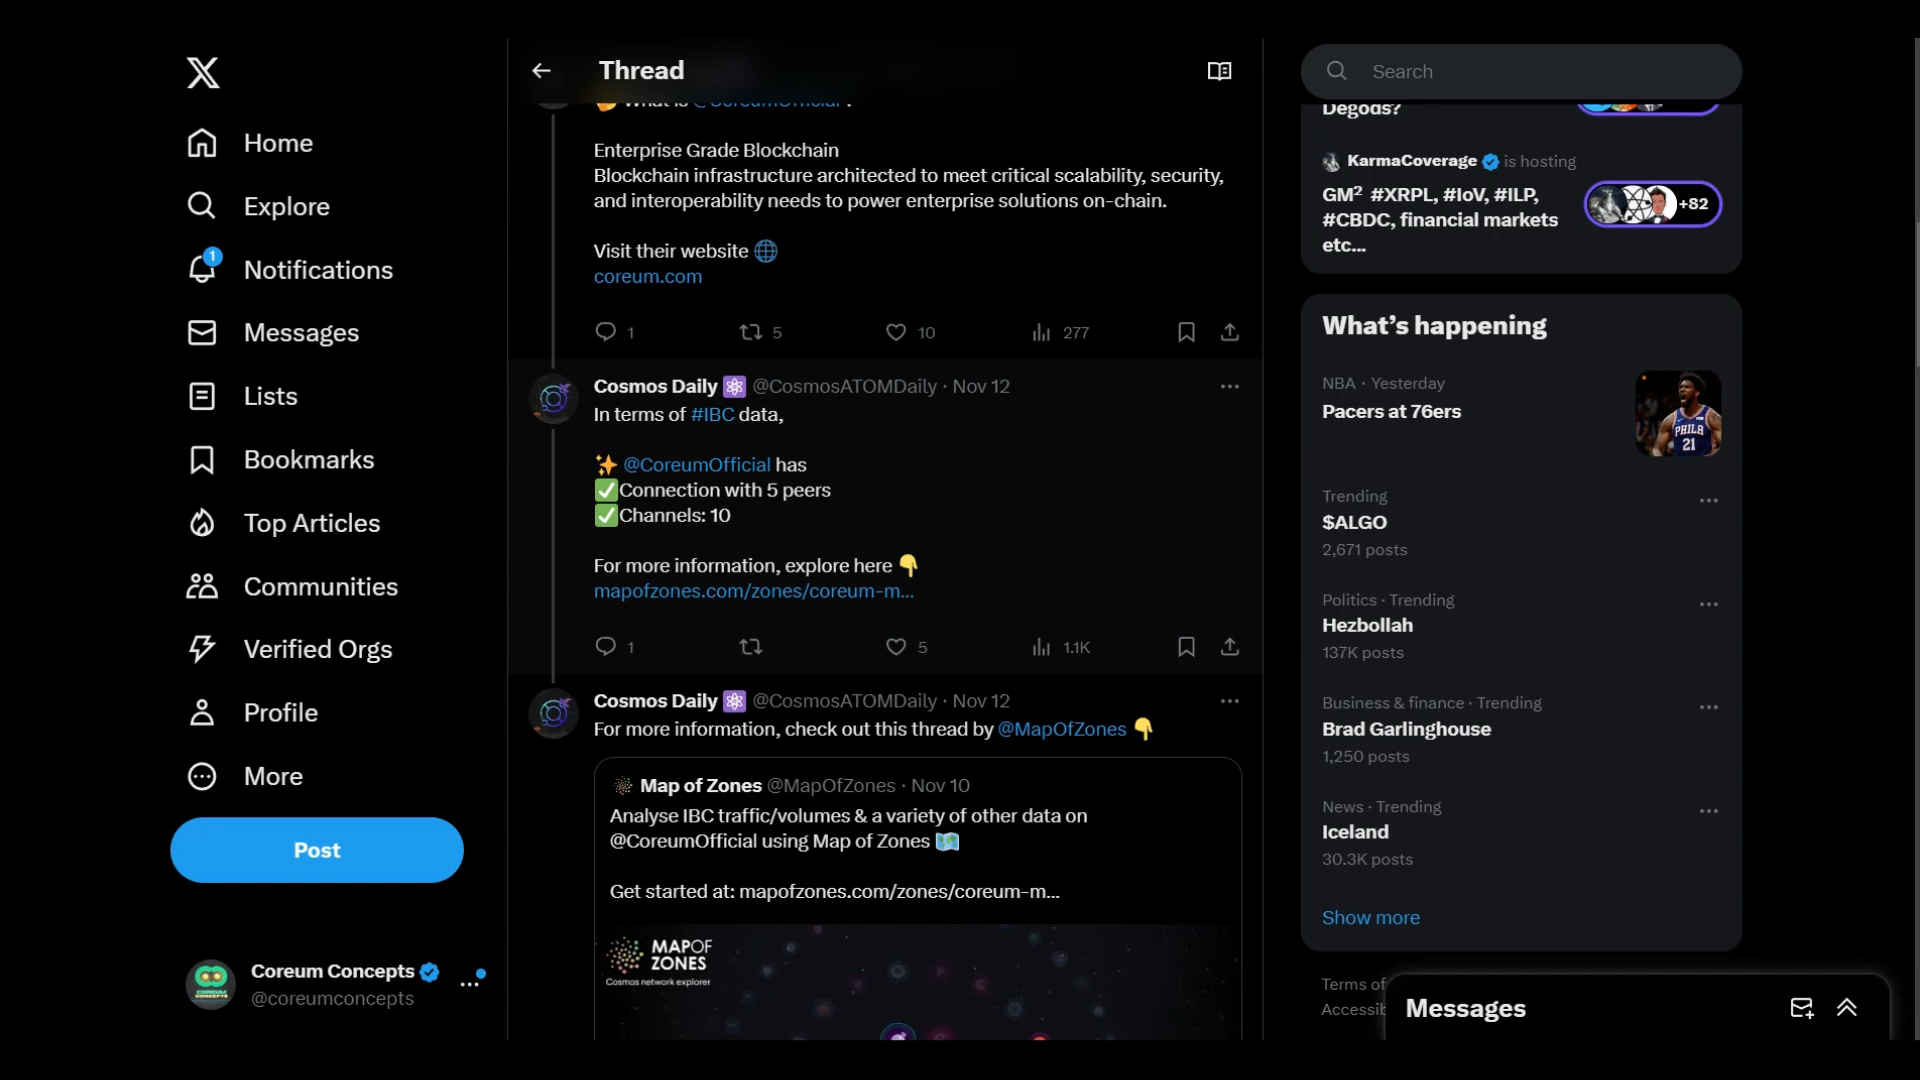 Home
Explore
1
Notifications
Messages
Lists
Bookmarks
Top Articles
Communities
Verified Orgs
Profile
More
Post
Coreum Concepts
@coreumconcepts
Thread
What is @CoreumOfficial ?
Enterprise Grade Blockchain
Blockchain infrastructure architected to meet critical scalability, security,
and interoperability needs to power enterprise solutions on-chain.
Visit their website 🌐
coreum.com
1 5 10 277
Cosmos Daily ⚛ @CosmosATOMDaily · Nov 12
In terms of #IBC data,
✨ @CoreumOfficial has
✅Connection with 5 peers
✅Channels: 10
For more information, explore here 👇
mapofzones.com/zones/coreum-m...
1 5 1.1K
Cosmos Daily ⚛ @CosmosATOMDaily · Nov 12
For more information, check out this thread by @MapOfZones 👇
Map of Zones @MapOfZones · Nov 10
Analyse IBC traffic/volumes & a variety of other data on
@CoreumOfficial using Map of Zones 🗺
Get started at: mapofzones.com/zones/coreum-m...
MAPOF
ZONES
Cosmos network explorer
Search
Degods?
KarmaCoverage is hosting
GM² #XRPL, #IoV, #ILP,
#CBDC, financial markets
etc...
+82
What's happening
NBA · Yesterday
Pacers at 76ers
PHILA
21
Trending
$ALGO
2,671 posts
Politics · Trending
Hezbollah
137K posts
Business & finance · Trending
Brad Garlinghouse
1,250 posts
News · Trending
Iceland
30.3K posts
Show more
Terms of
Messages